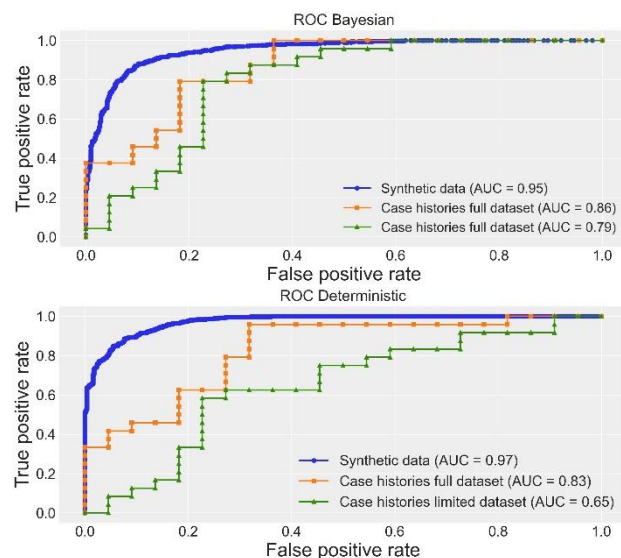 ROC Bayesian
True positive rate
1.0
0.8
0.6
0.4
0.2
0.0
Synthetic data (AUC = 0.95)
Case histories full dataset (AUC = 0.86)
Case histories full dataset (AUC = 0.79)
0.0 0.2 0.4 0.6 0.8 1.0
False positive rate
ROC Deterministic
True positive rate
1.0
0.8
0.6
0.4
0.2
0.0
Synthetic data (AUC = 0.97)
Case histories full dataset (AUC = 0.83)
Case histories limited dataset (AUC = 0.65)
0.0 0.2 0.4 0.6 0.8 1.0
False positive rate